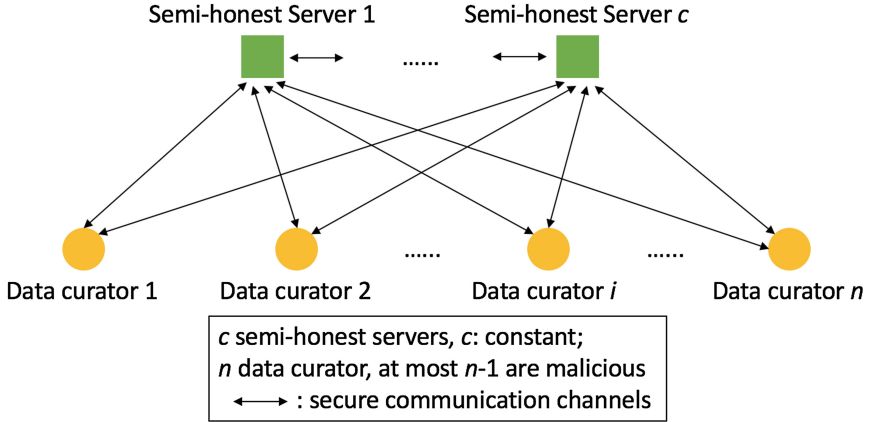 Semi-honest Server 1
Semi-honest Server c
......
Data curator 1
Data curator 2
......
Data curator i
......
Data curator n
c semi-honest servers, c: constant;
n data curator, at most n-1 are malicious
: secure communication channels